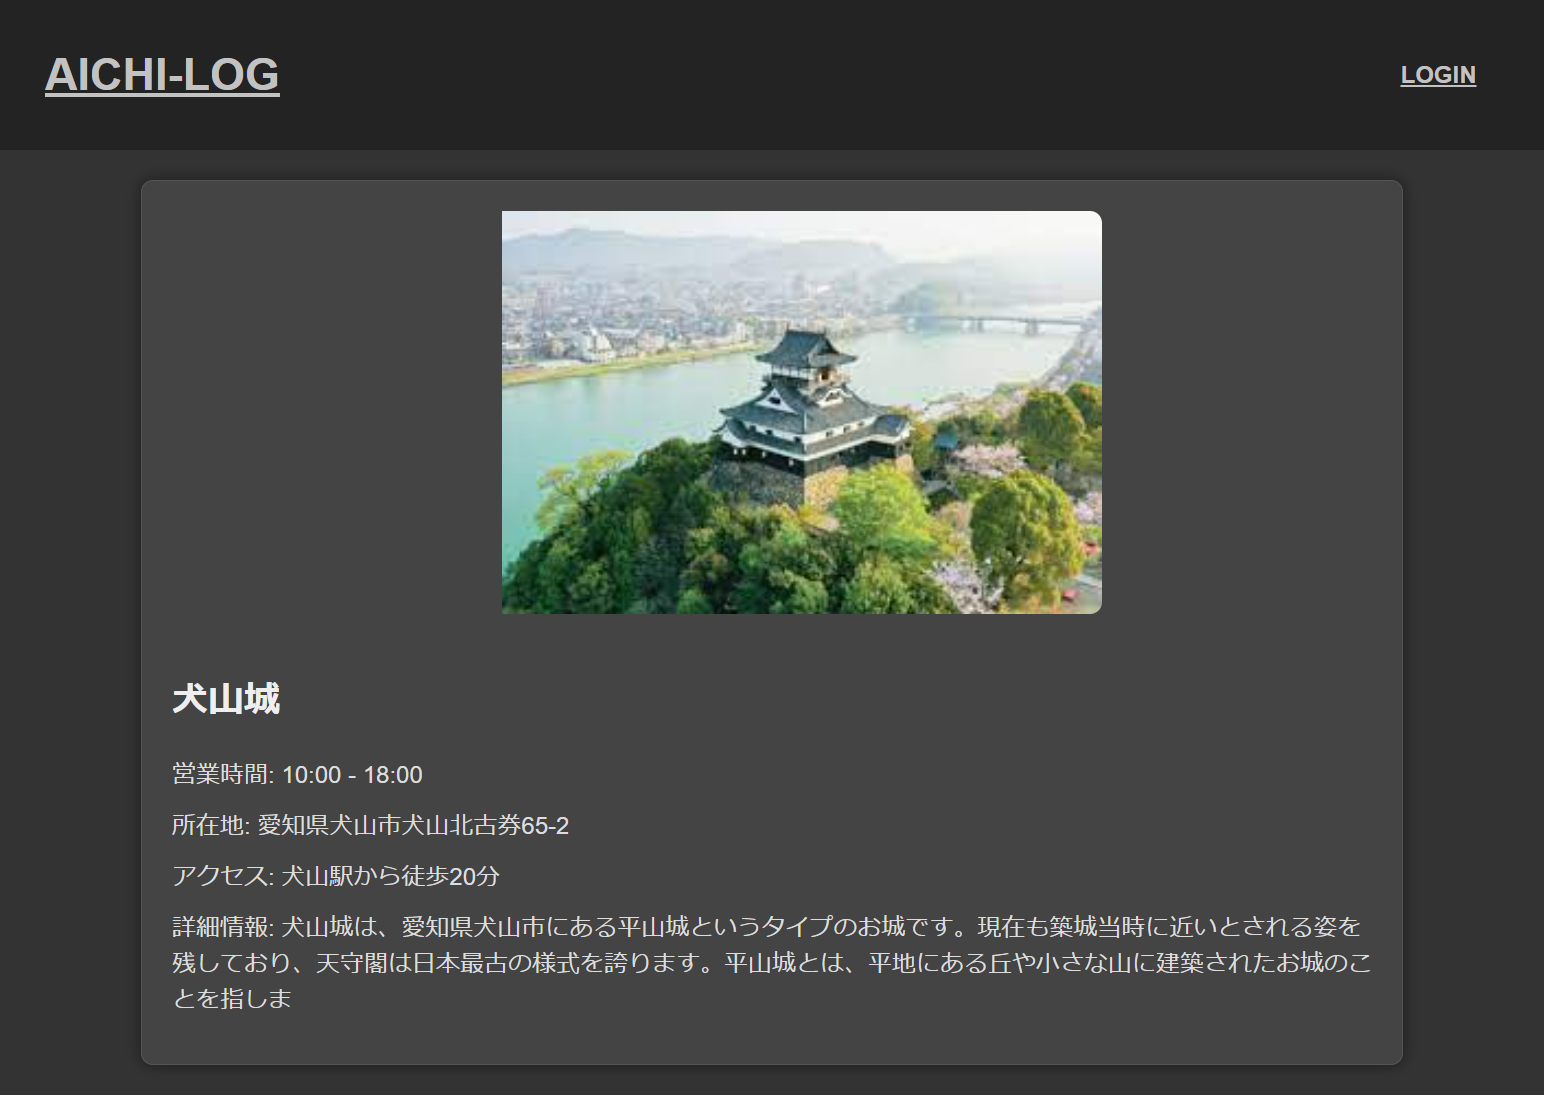 AICHI-LOG
LOGIN
犬山城
営業時間: 10:00 - 18:00
所在地: 愛知県犬山市犬山北古券65-2
アクセス: 犬山駅から徒歩20分
詳細情報: 犬山城は、愛知県犬山市にある平山城というタイプのお城です。現在も築城当時に近いとされる姿を
残しており、天守閣は日本最古の様式を誇ります。平山城とは、平地にある丘や小さな山に建築されたお城のこ
とを指しま